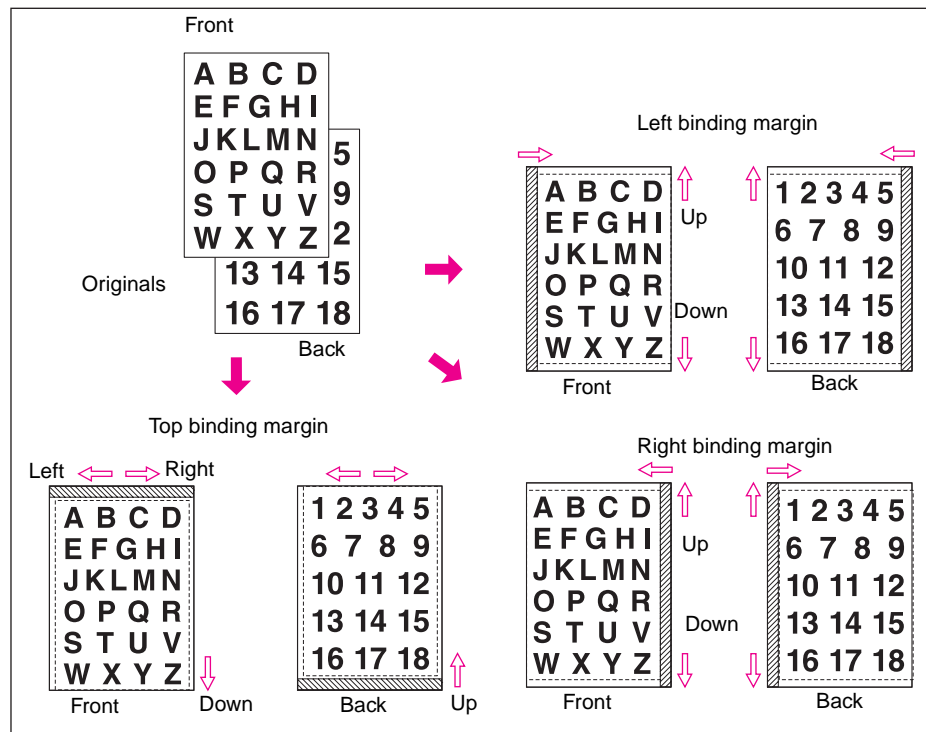 Front
A B C D
E F G H I
J K L M N
O P Q R
S T U V
W X Y Z
5
9
2
13 14 15
16 17 18
Originals
Back
Left binding margin
A B C D
E F G H I
J K L M N
O P Q R
S T U V
W X Y Z
Up
Down
Front
1 2 3 4 5
6 7 8 9
10 11 12
13 14 15
16 17 18
Back
Top binding margin
Left
Right
A B C D
E F G H I
J K L M N
O P Q R
S T U V
W X Y Z
Front
Down
1 2 3 4 5
6 7 8 9
10 11 12
13 14 15
16 17 18
Back
Up
Right binding margin
A B C D
E F G H I
J K L M N
O P Q R
S T U V
W X Y Z
Up
Down
Front
1 2 3 4 5
6 7 8 9
10 11 12
13 14 15
16 17 18
Back